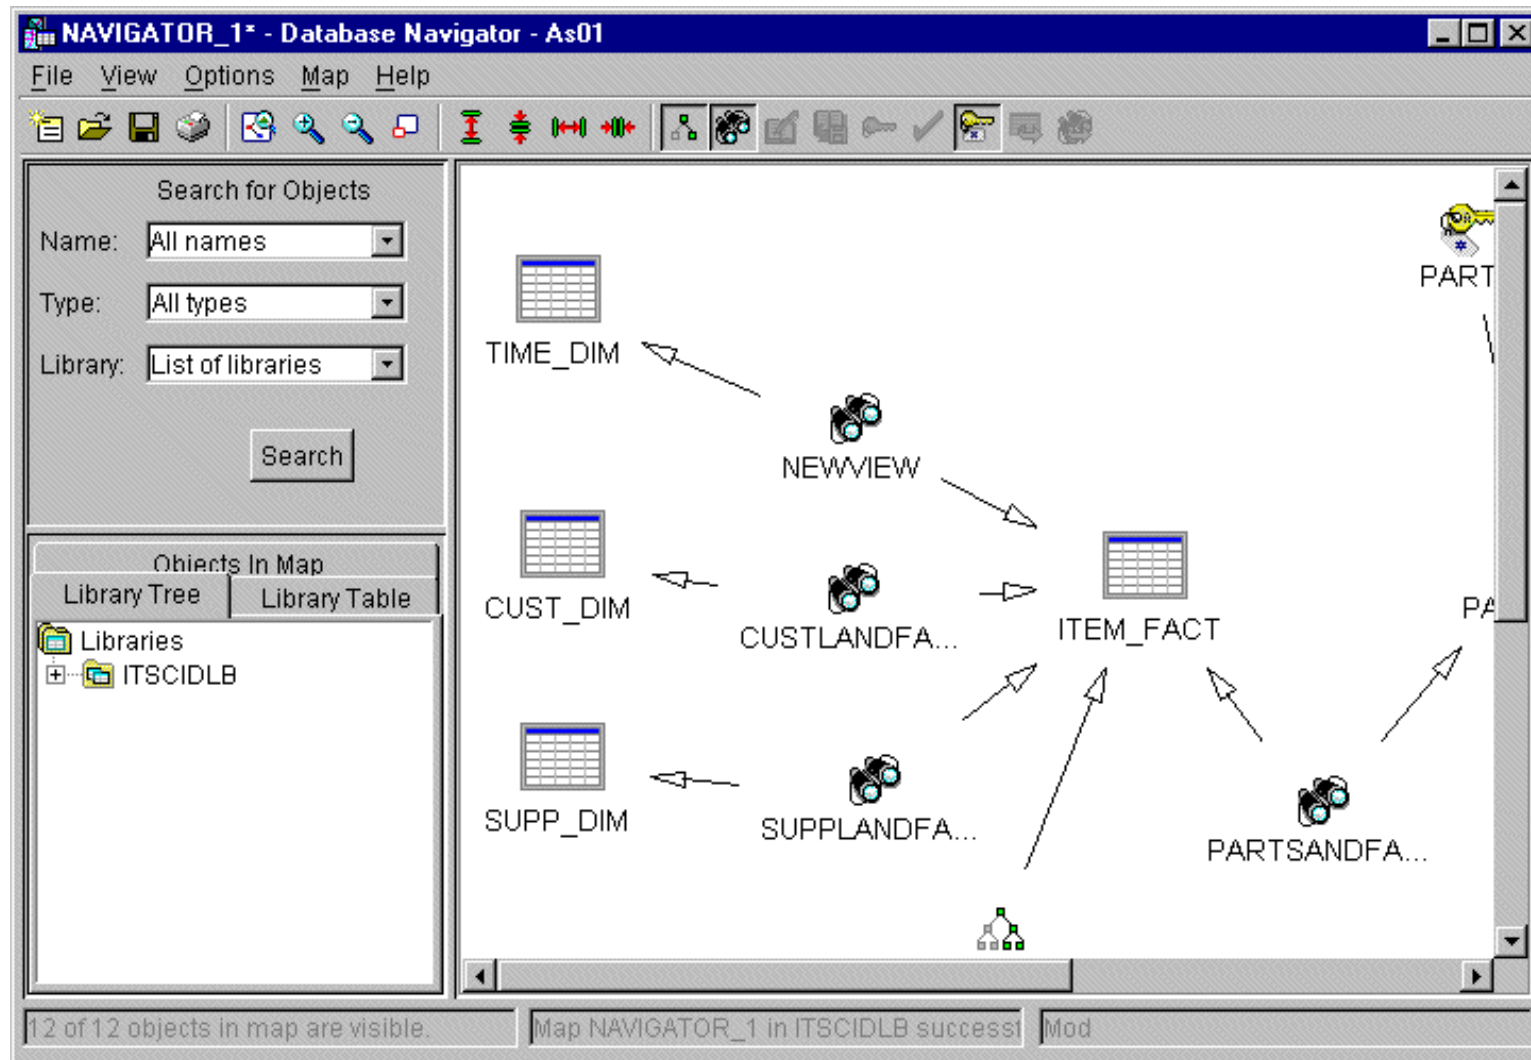 NAVIGATOR_1* - Database Navigator - As01
File View Options Map Help
Search for Objects
Name: All names
Type: All types
Library: List of libraries
Search
Objects In Map
Library Tree Library Table
Libraries
ITSCIDLB
TIME_DIM
NEWVIEW
CUST_DIM
CUSTLANDFA...
ITEM_FACT
SUPP_DIM
SUPPLANDFA...
PARTSANDFA...
PART
PA
12 of 12 objects in map are visible.
Map NAVIGATOR_1 in ITSCIDLB success
Mod